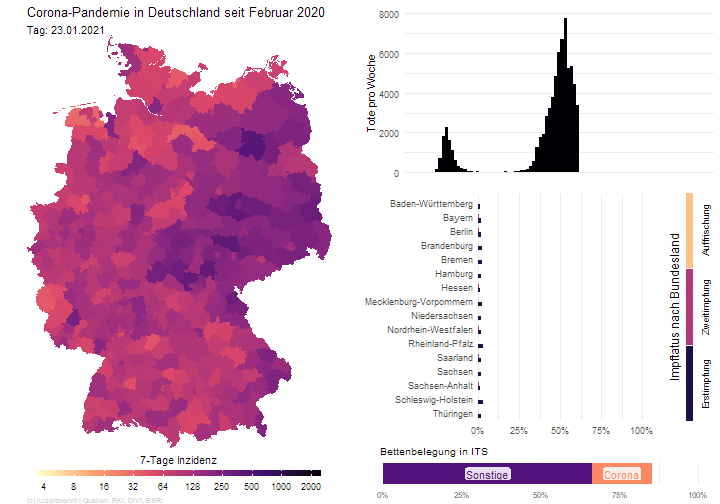 Corona-Pandemie in Deutschland seit Februar 2020
Tag: 23.01.2021
7-Tage Inzidenz
4 8 16 32 64 128 250 500 1000 2000
(c) /u/zeitbrennt | Quellen: RKI, DIVI, ESRI
Tote pro Woche
8000
6000
4000
2000
0
Baden-Württemberg
Bayern
Berlin
Brandenburg
Bremen
Hamburg
Hessen
Mecklenburg-Vorpommern
Niedersachsen
Nordrhein-Westfalen
Rheinland-Pfalz
Saarland
Sachsen
Sachsen-Anhalt
Schleswig-Holstein
Thüringen
0% 25% 50% 75% 100%
Impfstatus nach Bundesland
Auffrischung
Zweitimpfung
Erstimpfung
Bettenbelegung in ITS
Sonstige Corona
0% 25% 50% 75% 100%